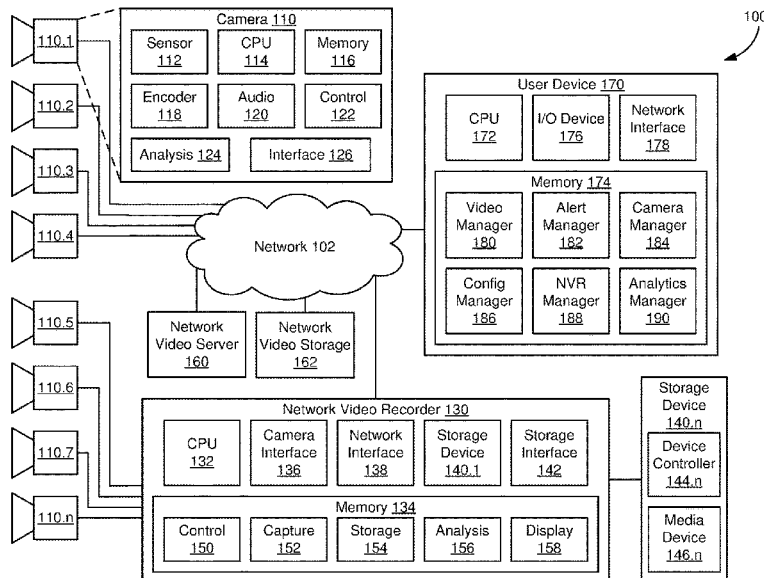 100
110.1
110.2
110.3
110.4
110.5
110.6
110.7
110.n
Camera 110
Sensor
112
CPU
114
Memory
116
Encoder
118
Audio
120
Control
122
Analysis 124
Interface 126
User Device 170
CPU
172
I/O Device
176
Network
Interface
178
Memory 174
Video
Manager
180
Alert
Manager
182
Camera
Manager
184
Config
Manager
186
NVR
Manager
188
Analytics
Manager
190
Network 102
Network
Video Server
160
Network
Video Storage
162
Network Video Recorder 130
CPU
132
Camera
Interface
136
Network
Interface
138
Storage
Device
140.1
Storage
Interface
142
Memory 134
Control
150
Capture
152
Storage
154
Analysis
156
Display
158
Storage
Device
140.n
Device
Controller
144.n
Media
Device
146.n